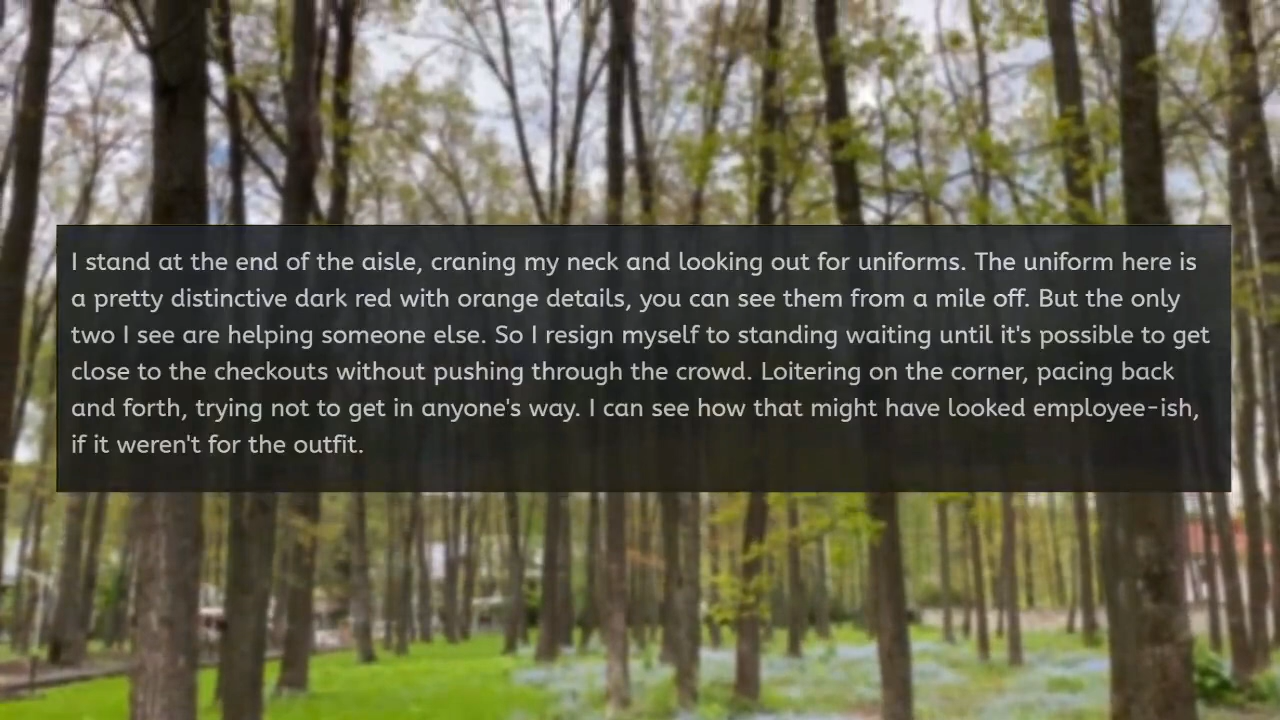 I stand at the end of the aisle, craning my neck and looking out for uniforms. The uniform here is
a pretty distinctive dark red with orange details, you can see them from a mile off. But the only
two I see are helping someone else. So I resign myself to standing waiting until it's possible to get
close to the checkouts without pushing through the crowd. Loitering on the corner, pacing back
and forth, trying not to get in anyone's way. I can see how that might have looked employee-ish,
if it weren't for the outfit.